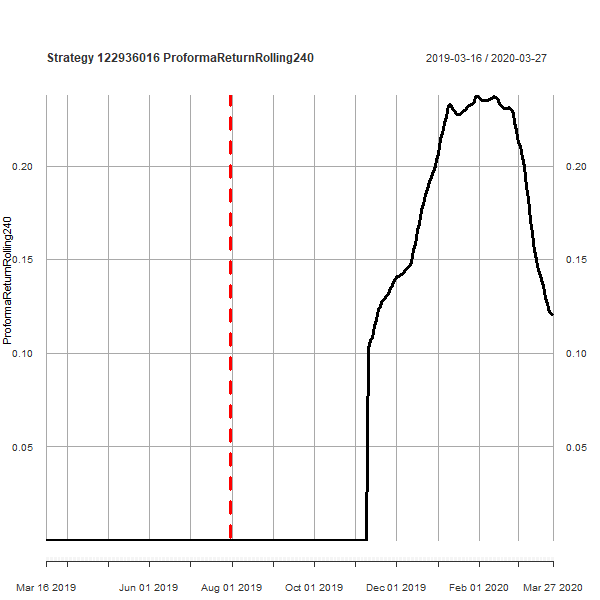 Strategy 122936016 ProformaReturnRolling240
2019-03-16 / 2020-03-27
ProformaReturnRolling240
0.20
0.15
0.10
0.05
0.20
0.15
0.10
0.05
Mar 16 2019
Jun 01 2019
Aug 01 2019
Oct 01 2019
Dec 01 2019
Feb 01 2020
Mar 27 2020